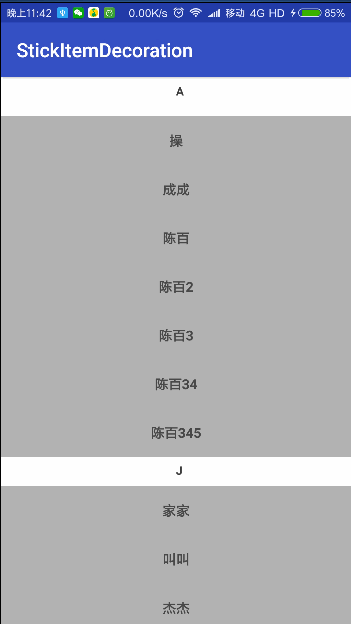 晚上11:42 0.00K/s 移动 4G HD 85%
StickItemDecoration
A
操
成成
陈百
陈百2
陈百3
陈百34
陈百345
J
家家
叫叫
杰杰